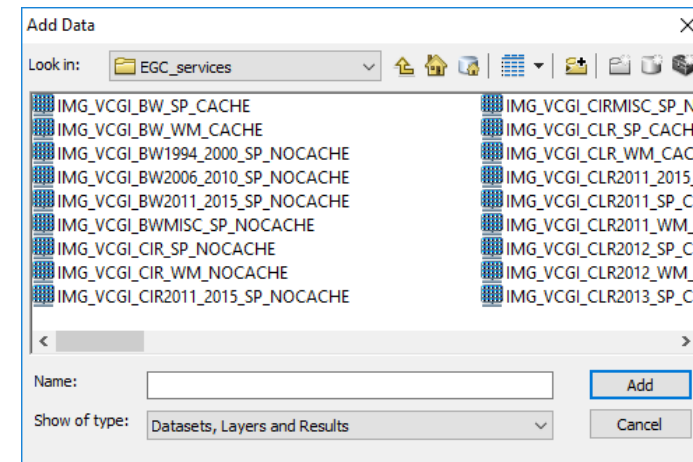 Add Data
Look in: EGC_services
IMG_VCGI_BW_SP_CACHE
IMG_VCGI_BW_WM_CACHE
IMG_VCGI_BW1994_2000_SP_NOCACHE
IMG_VCGI_BW2006_2010_SP_NOCACHE
IMG_VCGI_BW2011_2015_SP_NOCACHE
IMG_VCGI_BWMISC_SP_NOCACHE
IMG_VCGI_CIR_SP_NOCACHE
IMG_VCGI_CIR_WM_NOCACHE
IMG_VCGI_CIR2011_2015_SP_NOCACHE
IMG_VCGI_CIRMISC_SP_N
IMG_VCGI_CLR_SP_CACH
IMG_VCGI_CLR_WM_CAC
IMG_VCGI_CLR2011_2015_
IMG_VCGI_CLR2011_SP_C
IMG_VCGI_CLR2011_WM_
IMG_VCGI_CLR2012_SP_C
IMG_VCGI_CLR2012_WM_
IMG_VCGI_CLR2013_SP_C
Name: Add
Show of type: Datasets, Layers and Results Cancel